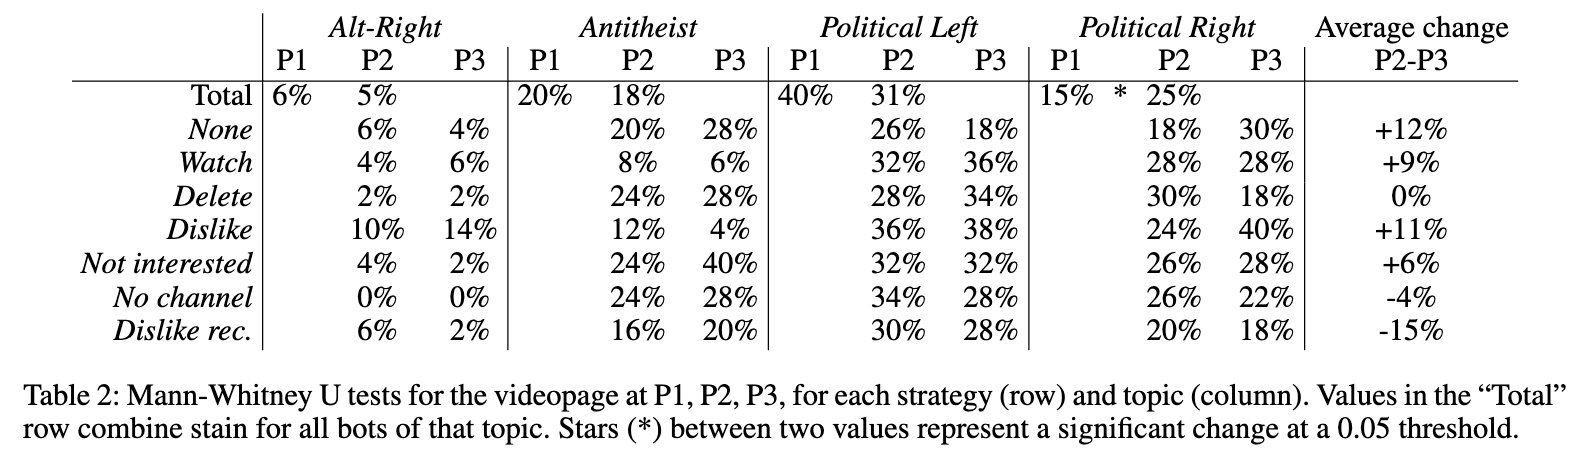 Alt-Right Antitheist Political Left Political Right Average change
P1 P2 P3 P1 P2 P3 P1 P2 P3 P1 P2 P3 P2-P3
Total 6% 5% 20% 18% 40% 31% 15% * 25%
None 6% 4% 20% 28% 26% 18% 18% 30% +12%
Watch 4% 6% 8% 6% 32% 36% 28% 28% +9%
Delete 2% 2% 24% 28% 28% 34% 30% 18% 0%
Dislike 10% 14% 12% 4% 36% 38% 24% 40% +11%
Not interested 4% 2% 24% 40% 32% 32% 26% 28% +6%
No channel 0% 0% 24% 28% 34% 28% 26% 22% -4%
Dislike rec. 6% 2% 16% 20% 30% 28% 20% 18% -15%
Table 2: Mann-Whitney U tests for the videopage at P1, P2, P3, for each strategy (row) and topic (column). Values in the “Total”
row combine stain for all bots of that topic. Stars (*) between two values represent a significant change at a 0.05 threshold.